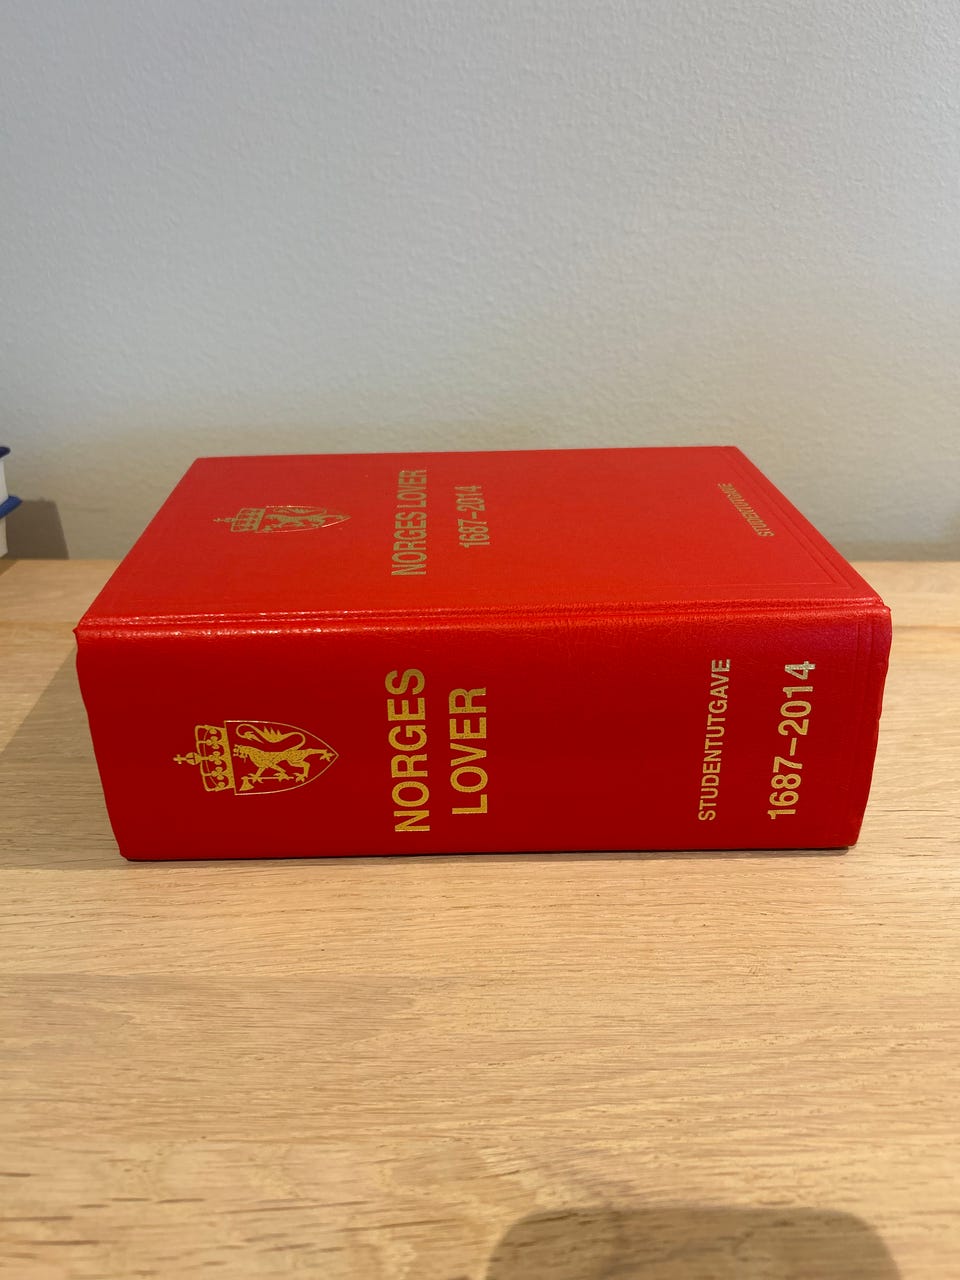 NORGES LOVER
1687–2014
STUDENTUTGAVE
NORGES
LOVER
STUDENTUTGAVE
1687–2014